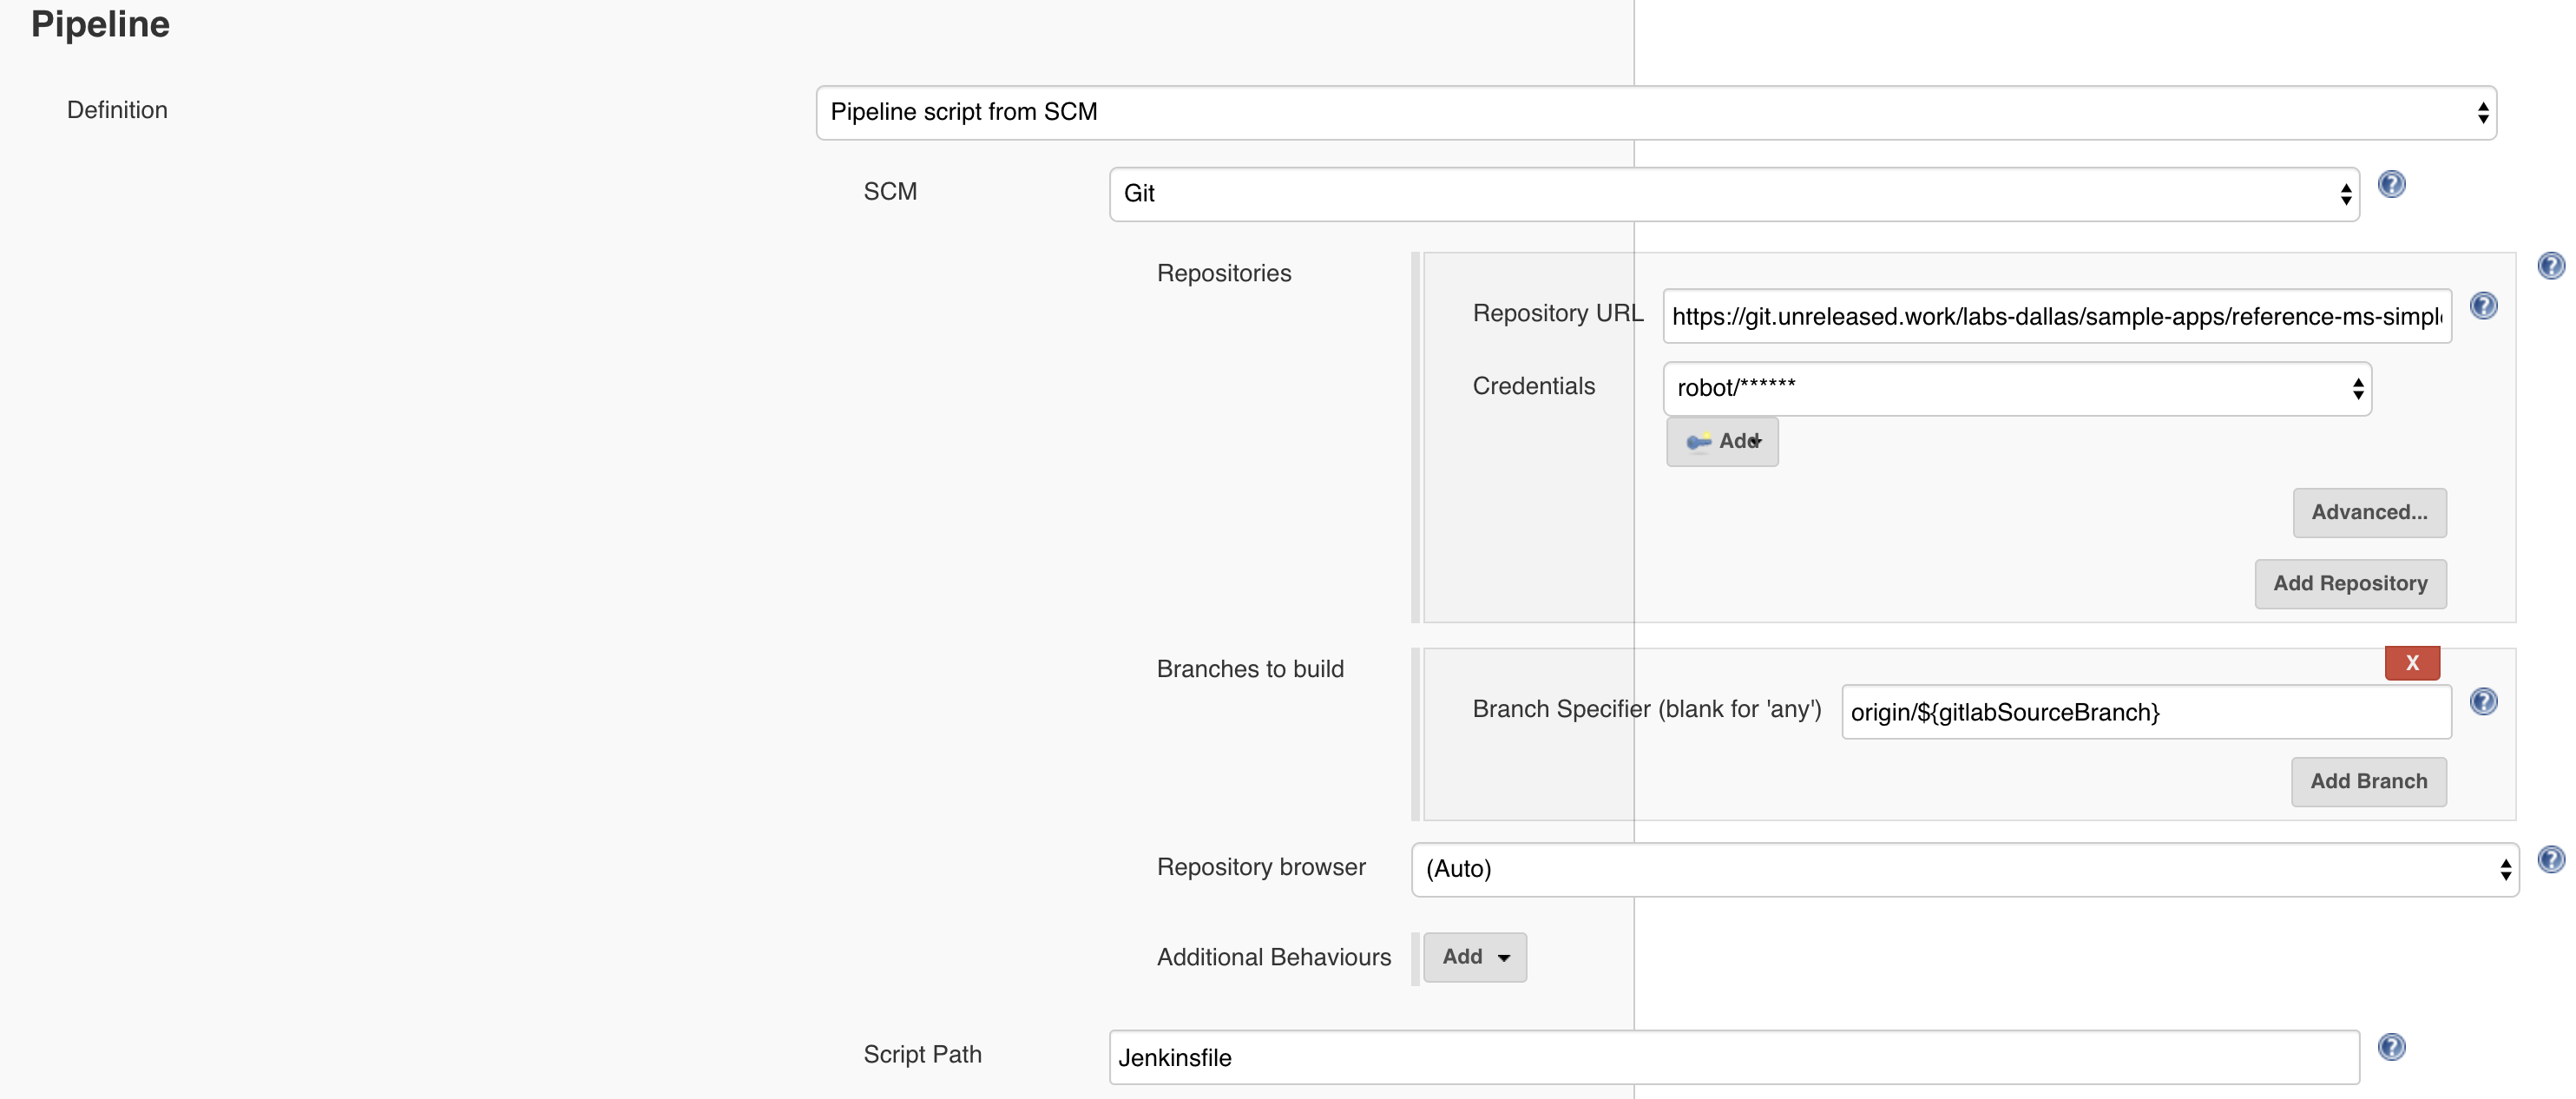 Pipeline
Definition
Pipeline script from SCM
SCM
Git
?
Repositories
?
Repository URL
https://git.unreleased.work/labs-dallas/sample-apps/reference-ms-simpl
?
Credentials
robot/******
Add
Advanced...
Add Repository
Branches to build
X
Branch Specifier (blank for 'any')
origin/${gitlabSourceBranch}
?
Add Branch
Repository browser
(Auto)
?
Additional Behaviours
Add
Script Path
Jenkinsfile
?